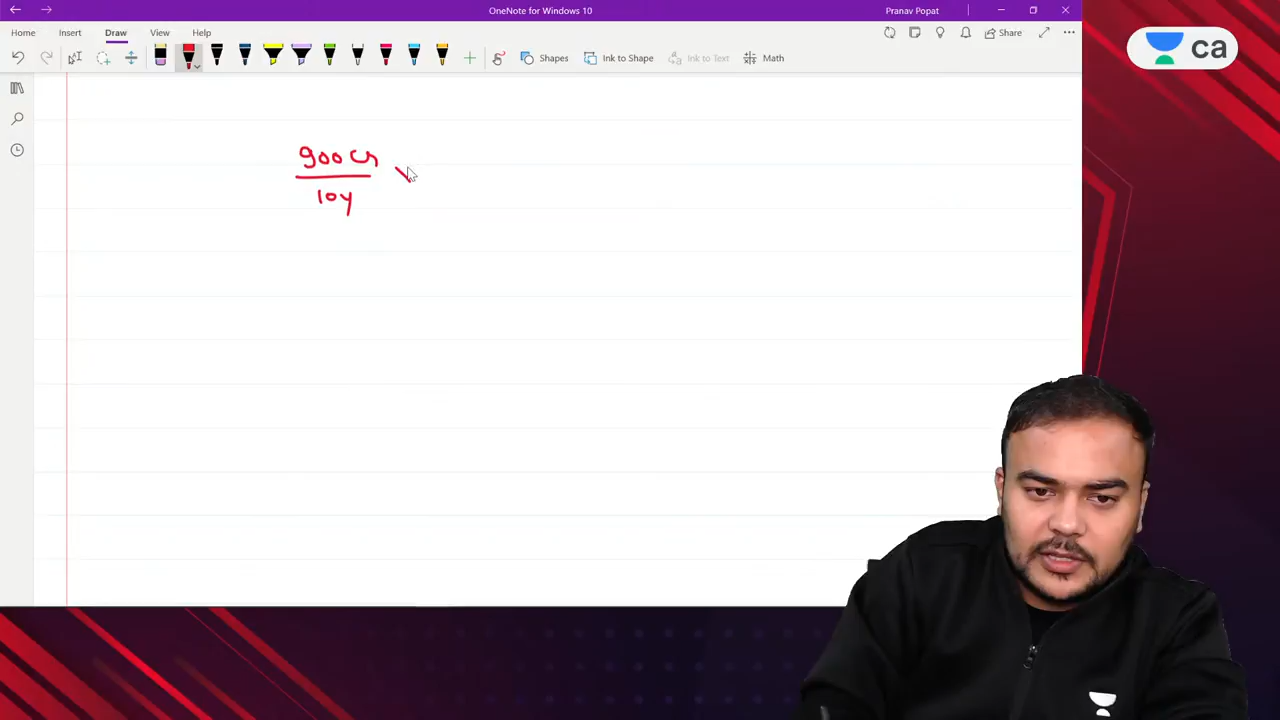 OneNote for Windows 10
Pranav Popat
Home Insert Draw View Help
Share
Shapes Ink to Shape Ink to Text Math
ca
900 Cr
10y